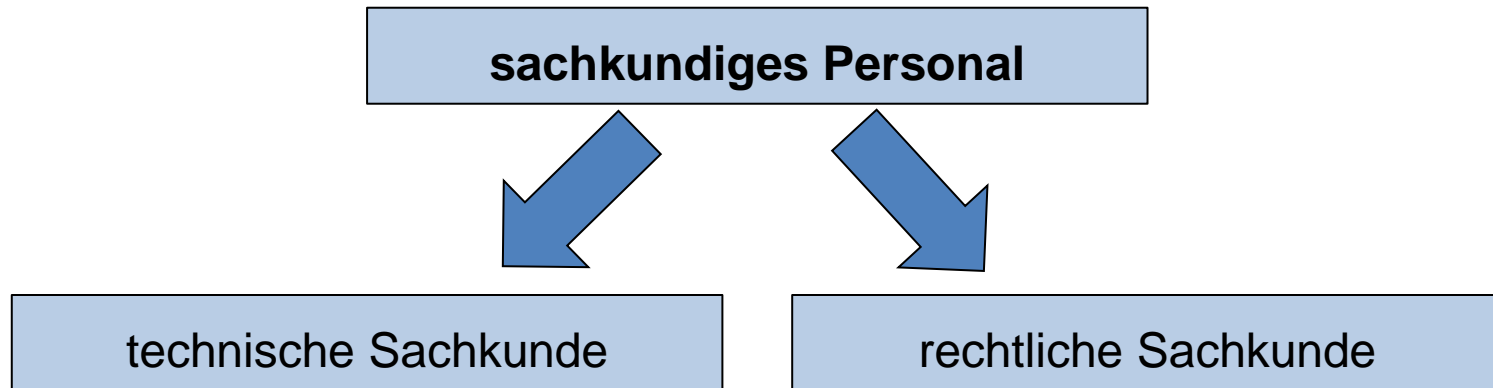 sachkundiges Personal
technische Sachkunde
rechtliche Sachkunde